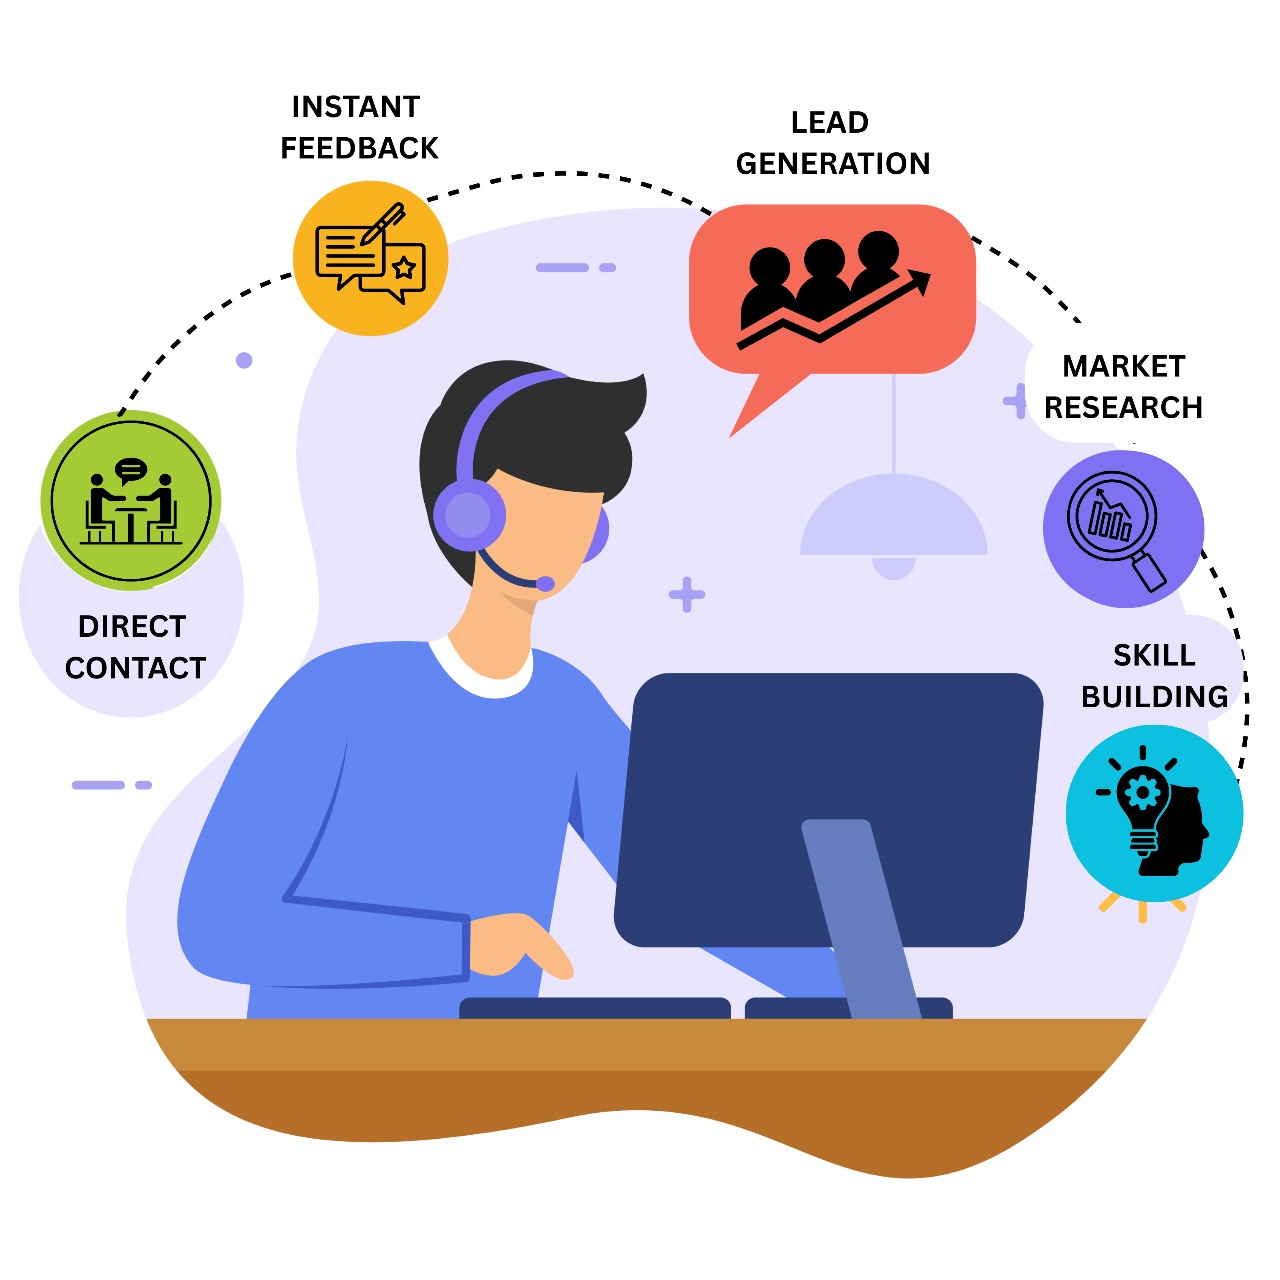 INSTANT
FEEDBACK
LEAD
GENERATION
MARKET
RESEARCH
DIRECT
CONTACT
SKILL
BUILDING